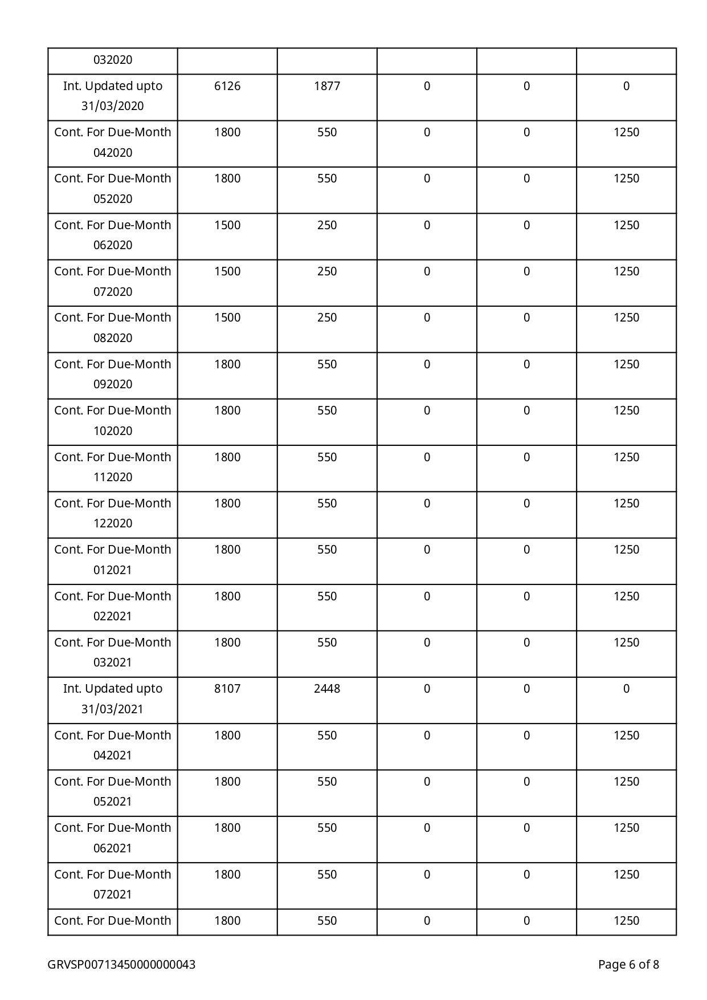 032020
Int. Updated upto 6126 1877 0 0 0
31/03/2020
Cont. For Due-Month 1800 550 0 0 1250
042020
Cont. For Due-Month 1800 550 0 0 1250
052020
Cont. For Due-Month 1500 250 0 0 1250
062020
Cont. For Due-Month 1500 250 0 0 1250
072020
Cont. For Due-Month 1500 250 0 0 1250
082020
Cont. For Due-Month 1800 550 0 0 1250
092020
Cont. For Due-Month 1800 550 0 0 1250
102020
Cont. For Due-Month 1800 550 0 0 1250
112020
Cont. For Due-Month 1800 550 0 0 1250
122020
Cont. For Due-Month 1800 550 0 0 1250
012021
Cont. For Due-Month 1800 550 0 0 1250
022021
Cont. For Due-Month 1800 550 0 0 1250
032021
Int. Updated upto 8107 2448 0 0 0
31/03/2021
Cont. For Due-Month 1800 550 0 0 1250
042021
Cont. For Due-Month 1800 550 0 0 1250
052021
Cont. For Due-Month 1800 550 0 0 1250
062021
Cont. For Due-Month 1800 550 0 0 1250
072021
Cont. For Due-Month 1800 550 0 0 1250
GRVSP00713450000000043 Page 6 of 8